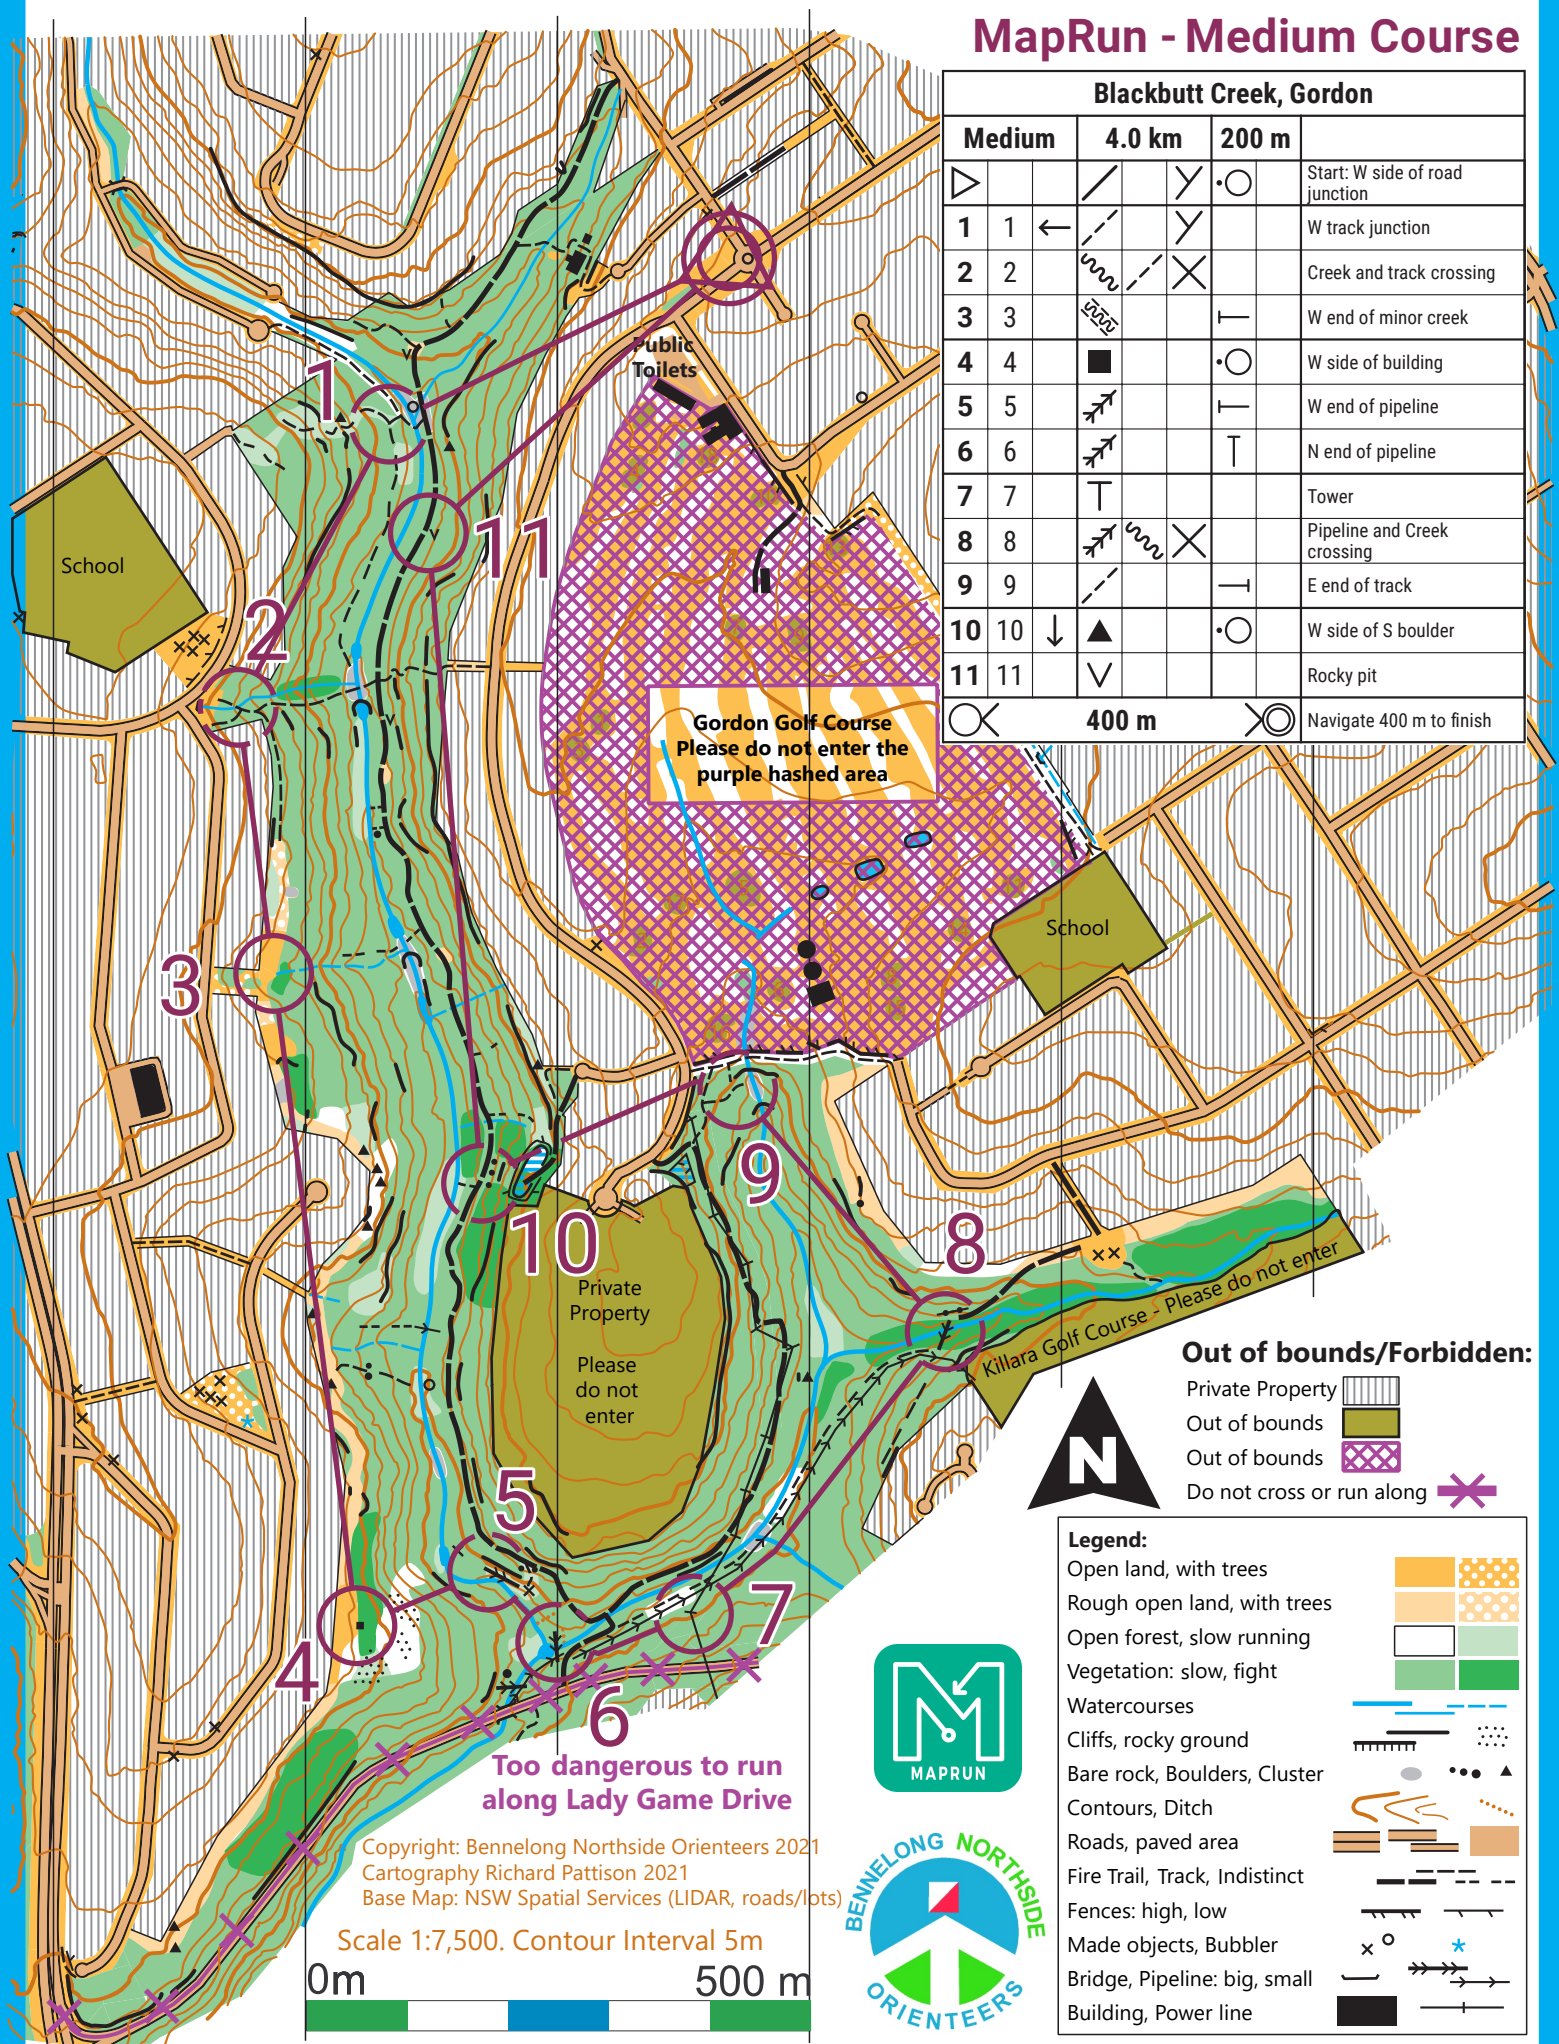 MapRun - Medium Course
Blackbutt Creek, Gordon
Medium 4.0 km 200 m
Start: W side of road junction
1 1 W track junction
2 2 Creek and track crossing
3 3 W end of minor creek
4 4 W side of building
5 5 W end of pipeline
6 6 N end of pipeline
7 7 Tower
8 8 Pipeline and Creek crossing
9 9 E end of track
10 10 W side of S boulder
11 11 Rocky pit
400 m Navigate 400 m to finish
Public
Toilets
1
11
School
2
Gordon Golf Course
Please do not enter the
purple hashed area
School
3
9
10
8
Private
Property
Please
do not
enter
Killara Golf Course - Please do not enter
5
7
4
6
Too dangerous to run
along Lady Game Drive
Out of bounds/Forbidden:
Private Property
Out of bounds
Out of bounds
Do not cross or run along
N
Legend:
Open land, with trees
Rough open land, with trees
Open forest, slow running
Vegetation: slow, fight
Watercourses
Cliffs, rocky ground
Bare rock, Boulders, Cluster
Contours, Ditch
Roads, paved area
Fire Trail, Track, Indistinct
Fences: high, low
Made objects, Bubbler
Bridge, Pipeline: big, small
Building, Power line
MAPRUN
BENNELONG NORTHSIDE
ORIENTEERS
Copyright: Bennelong Northside Orienteers 2021
Cartography Richard Pattison 2021
Base Map: NSW Spatial Services (LIDAR, roads/lots)
Scale 1:7,500. Contour Interval 5m
0m 500 m